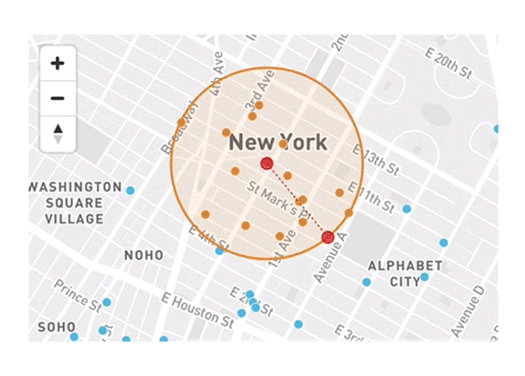 +
−
E 20th St
2nd
4th Ave
3rd Ave
Broadway
New York
E 13th St
WASHINGTON
SQUARE
VILLAGE
St Mark's Pl
E 11th St
E 4th St
1st Ave
Avenue A
NOHO
ALPHABET
CITY
Prince St
E Houston St
E 2nd St
Avenue D
SOHO
E 3rd